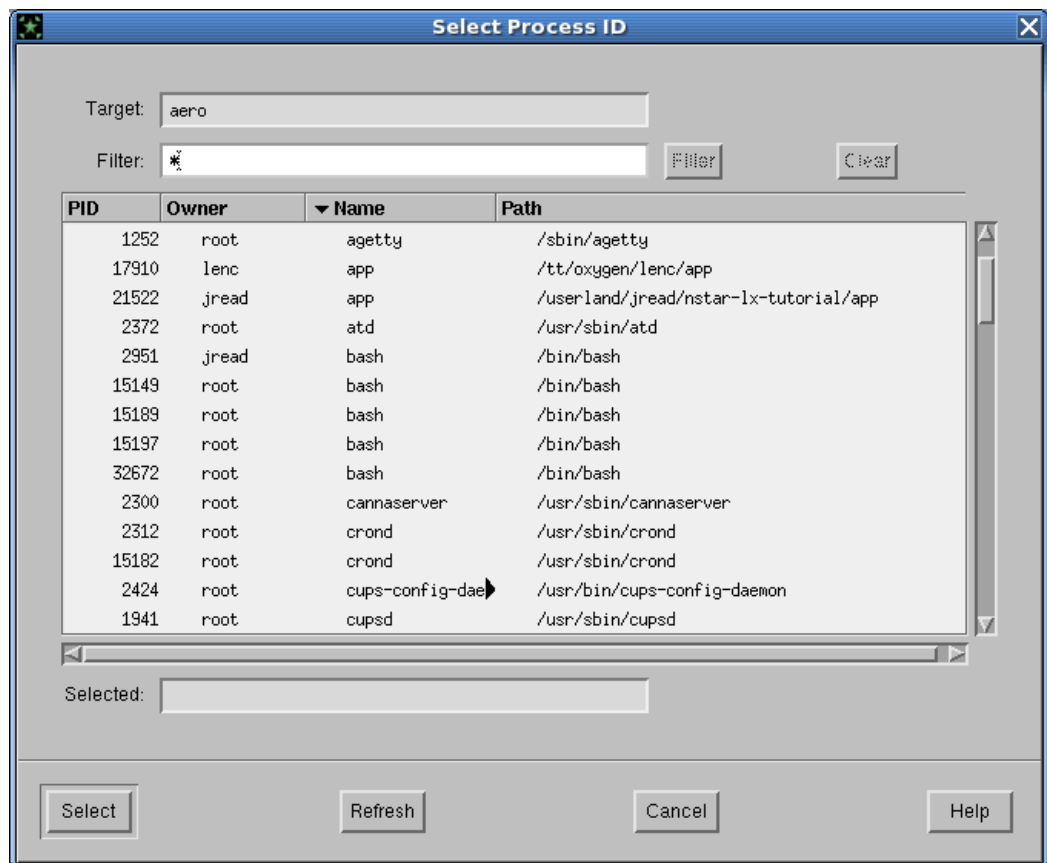 Select Process ID
Target: aero
Filter: * Filter Clear
PID Owner Name Path
1252 root agetty /sbin/agetty
17910 lenc app /tt/oxygen/lenc/app
21522 jread app /userland/jread/nstar-lx-tutorial/app
2372 root atd /usr/sbin/atd
2951 jread bash /bin/bash
15149 root bash /bin/bash
15189 root bash /bin/bash
15197 root bash /bin/bash
32672 root bash /bin/bash
2300 root cannaserver /usr/sbin/cannaserver
2312 root crond /usr/sbin/crond
15182 root crond /usr/sbin/crond
2424 root cups-config-dae /usr/bin/cups-config-daemon
1941 root cupsd /usr/sbin/cupsd
Selected:
Select Refresh Cancel Help